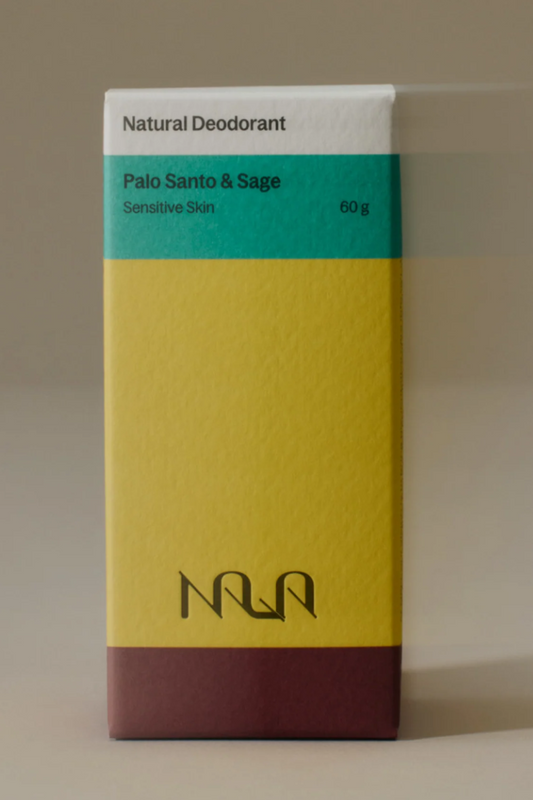 Natural Deodorant
Palo Santo & Sage
Sensitive Skin 60 g
NALA